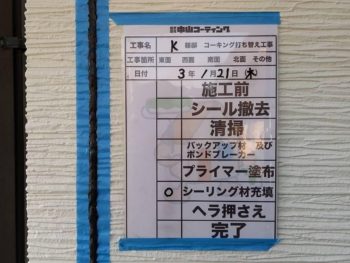 株式会社中山コーティング
工事名 K 様邸 コーキング打ち替え工事
工事箇所 東面 西面 南面 北面 その他
日付 3年 1月21日(木)
施工前
シール撤去
清掃
バックアップ材 及び
ボンドブレーカー
プライマー塗布
○ シーリング材充填
ヘラ押さえ
完了